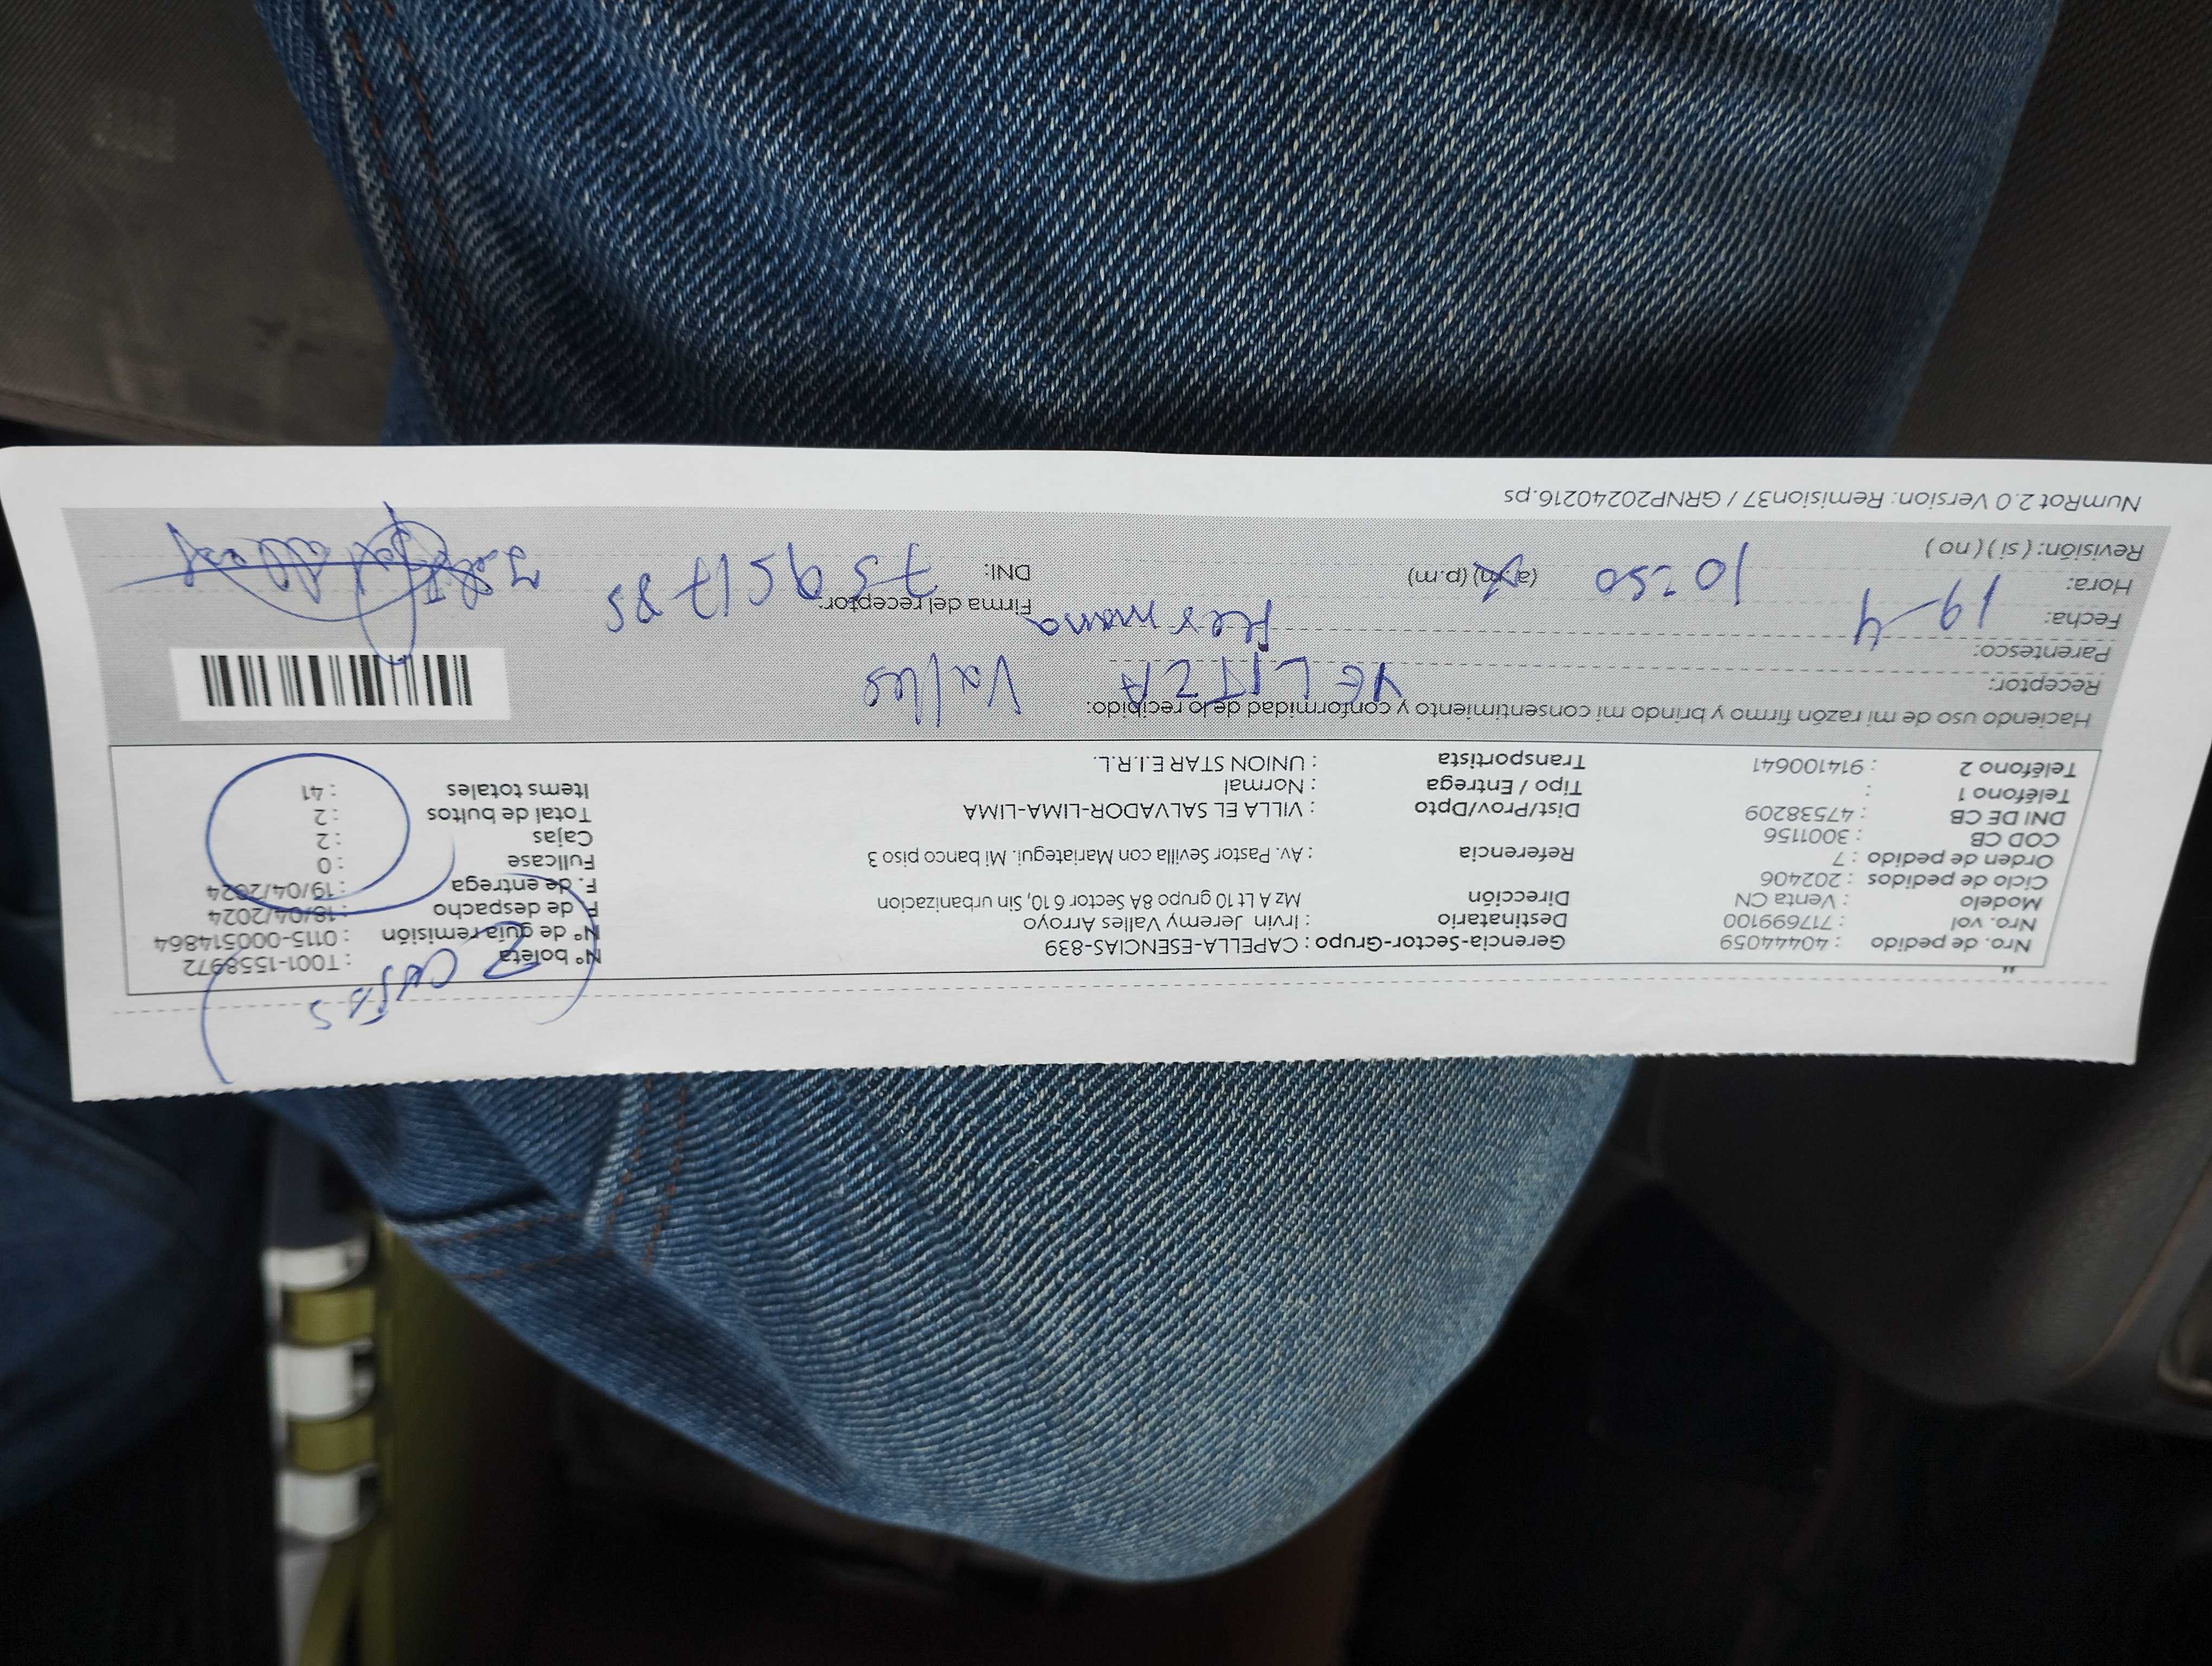 2 CAJAS
Nro. de pedido : 40444059
Nro. vol : 717699100
Modelo : Venta CN
Ciclo de pedidos : 202406
Orden de pedido : 7
COD CB : 3001156
DNI DE CB : 47538209
Teléfono 1 :
Teléfono 2 : 914100641
Gerencia-Sector-Grupo : CAPELLA-ESENCIAS-839
Destinatario : Irvin Jeremy Valles Arroyo
Dirección Mz A Lt 10 grupo 8A Sector 6 10, Sin urbanizacion
Referencia : Av. Pastor Sevilla con Mariategui. Mi banco piso 3
Dist/Prov/Dpto : VILLA EL SALVADOR-LIMA-LIMA
Tipo / Entrega : Normal
Transportista : UNION STAR E.I.R.L.
N° boleta : T001-1558972
N° de guía remisión : 0115-000514864
F. de despacho : 18/04/2024
F. de entrega : 19/04/2024
Fullcase : 0
Cajas : 2
Total de bultos : 2
Items totales : 41
Haciendo uso de mi razón firmo y brindo mi consentimiento y conformidad de lo recibido:
Receptor: YELITZA Valles
Parentesco: Hermana
Fecha: 19-4
Hora: 10:50 (a.m) (p.m)
Revisión: ( si ) ( no )
Firma del receptor:
DNI:
NumRot 2.0 Version: Remision37 / GRNP20240216.ps